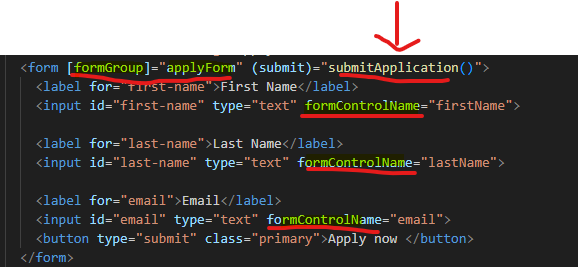 <form [formGroup]="applyForm" (submit)="submitApplication()">
<label for="first-name">First Name</label>
<input id="first-name" type="text" formControlName="firstName">
<label for="last-name">Last Name</label>
<input id="last-name" type="text" formControlName="lastName">
<label for="email">Email</label>
<input id="email" type="text" formControlName="email">
<button type="submit" class="primary">Apply now </button>
</form>